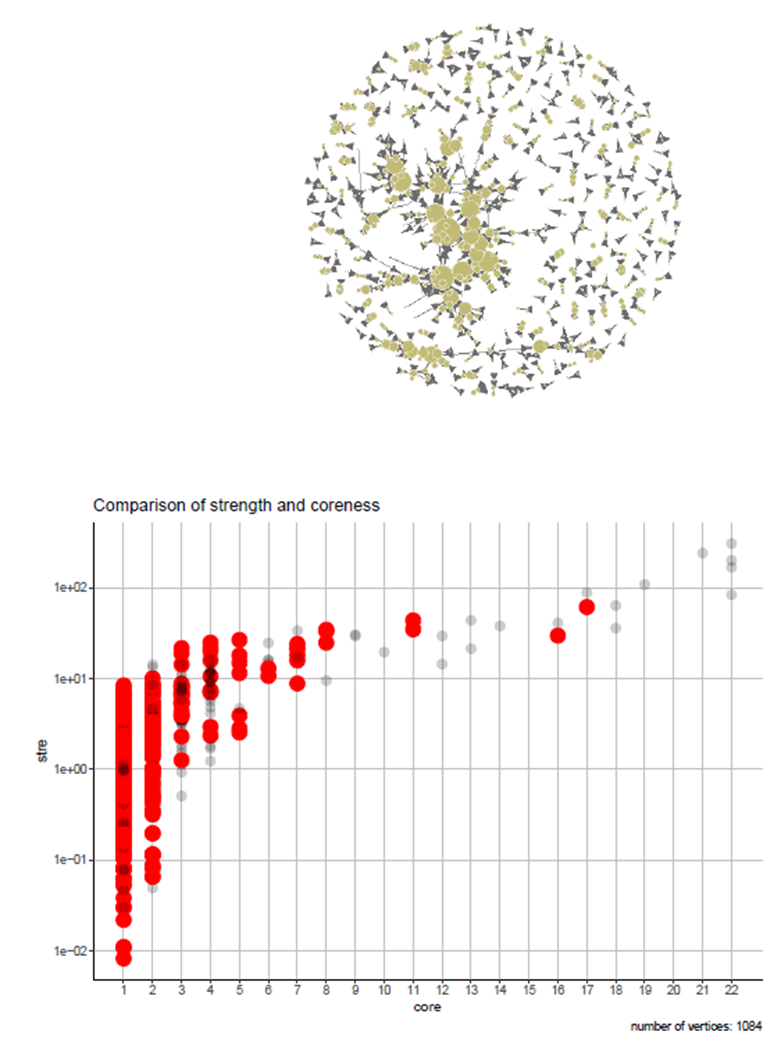 Comparison of strength and coreness
1e+02
1e+01
1e+00
1e-01
1e-02
stre
1 2 3 4 5 6 7 8 9 10 11 12 13 14 15 16 17 18 19 20 21 22
core
number of vertices: 1084